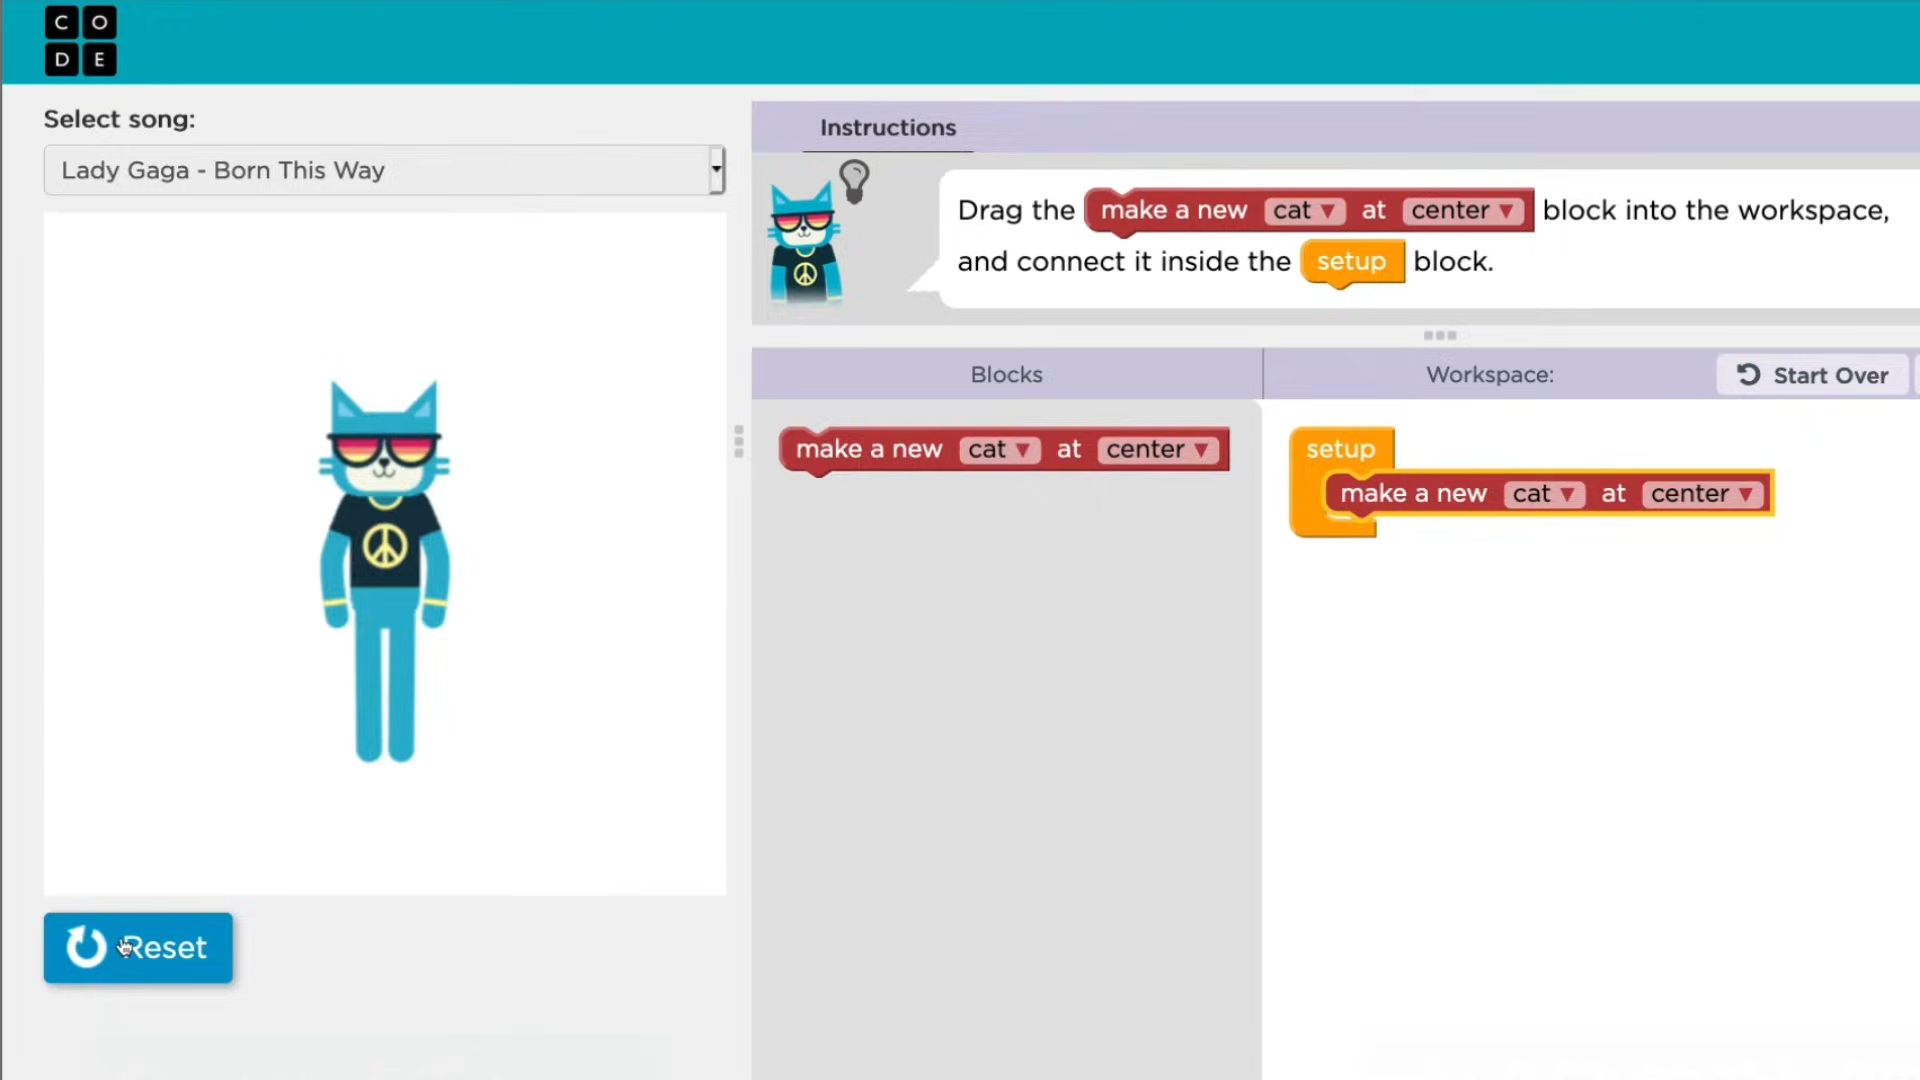 C O
D E
Select song:
Lady Gaga - Born This Way
Instructions
Drag the make a new cat at center block into the workspace,
and connect it inside the setup block.
Blocks
Workspace:
Start Over
make a new cat at center
setup
make a new cat at center
Reset